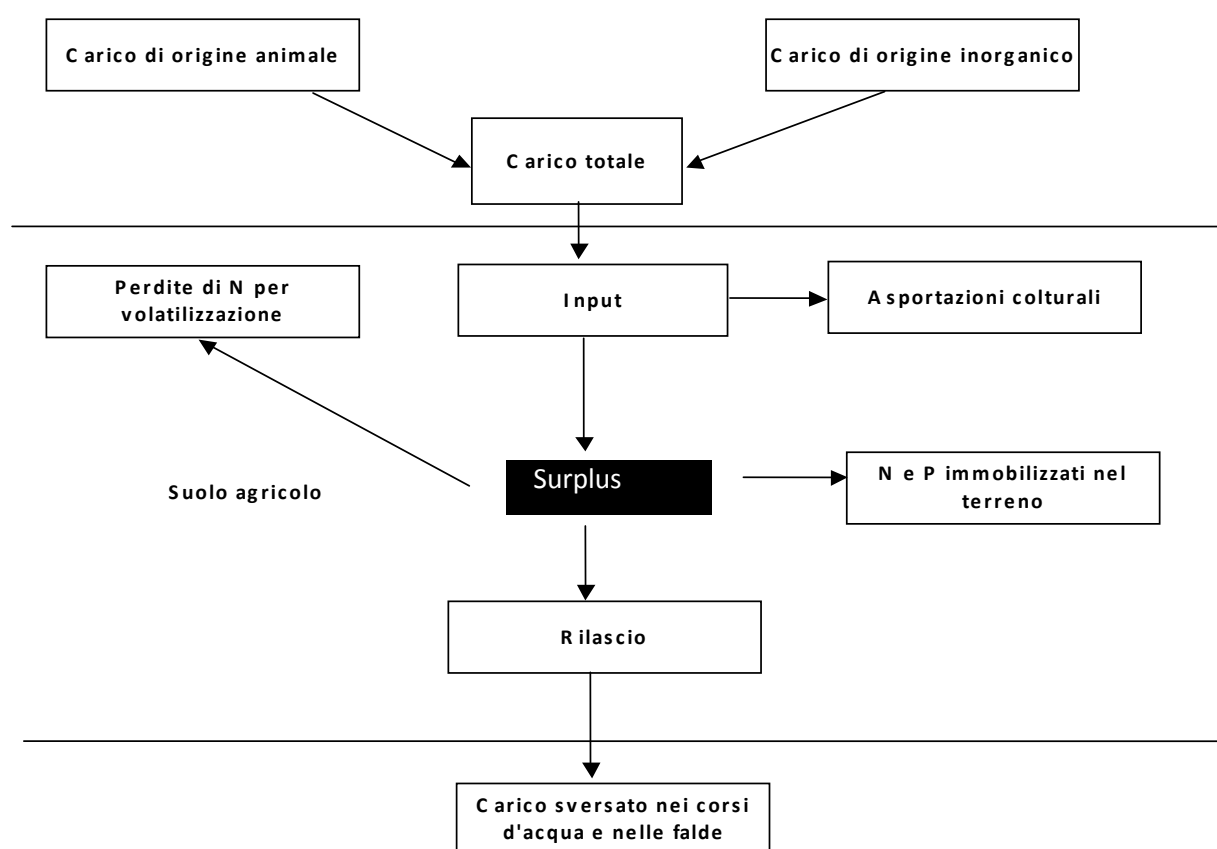 Carico di origine animale
Carico di origine inorganico
Carico totale
Perdite di N per
volatilizzazione
Input
Asportazioni colturali
Suolo agricolo
Surplus
N e P immobilizzati nel
terreno
Rilascio
Carico sversato nei corsi
d'acqua e nelle falde